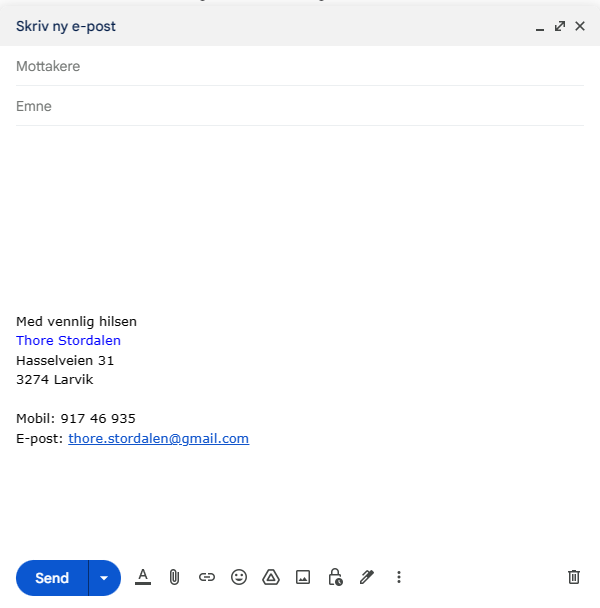 Skriv ny e-post
Mottakere
Emne
Med vennlig hilsen
Thore Stordalen
Hasselveien 31
3274 Larvik
Mobil: 917 46 935
E-post: thore.stordalen@gmail.com
Send